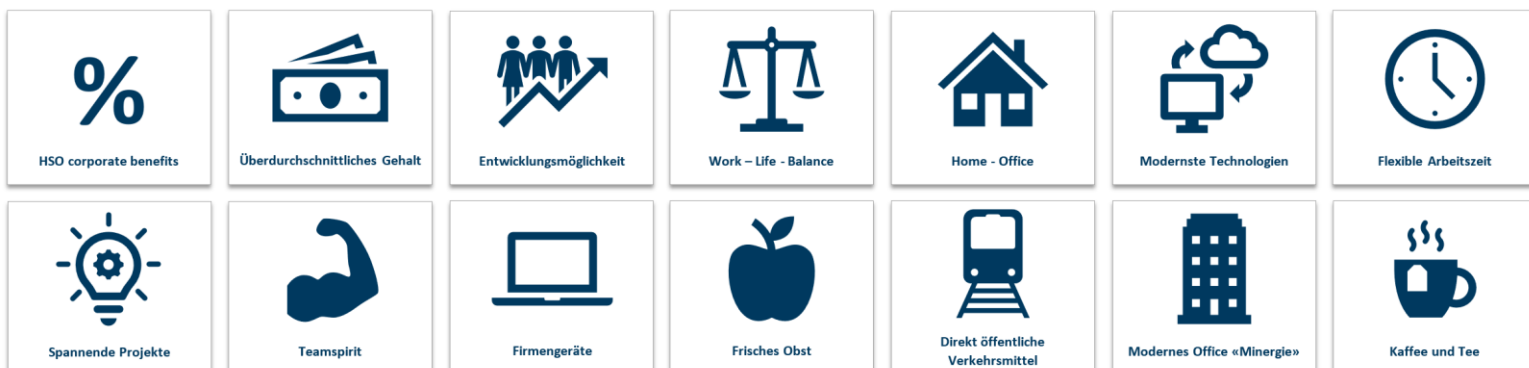 %
HSO corporate benefits
Überdurchschnittliches Gehalt
Entwicklungsmöglichkeit
Work – Life - Balance
Home - Office
Modernste Technologien
Flexible Arbeitszeit
Spannende Projekte
Teamspirit
Firmengeräte
Frisches Obst
Direkt öffentliche
Verkehrsmittel
Modernes Office «Minergie»
Kaffee und Tee